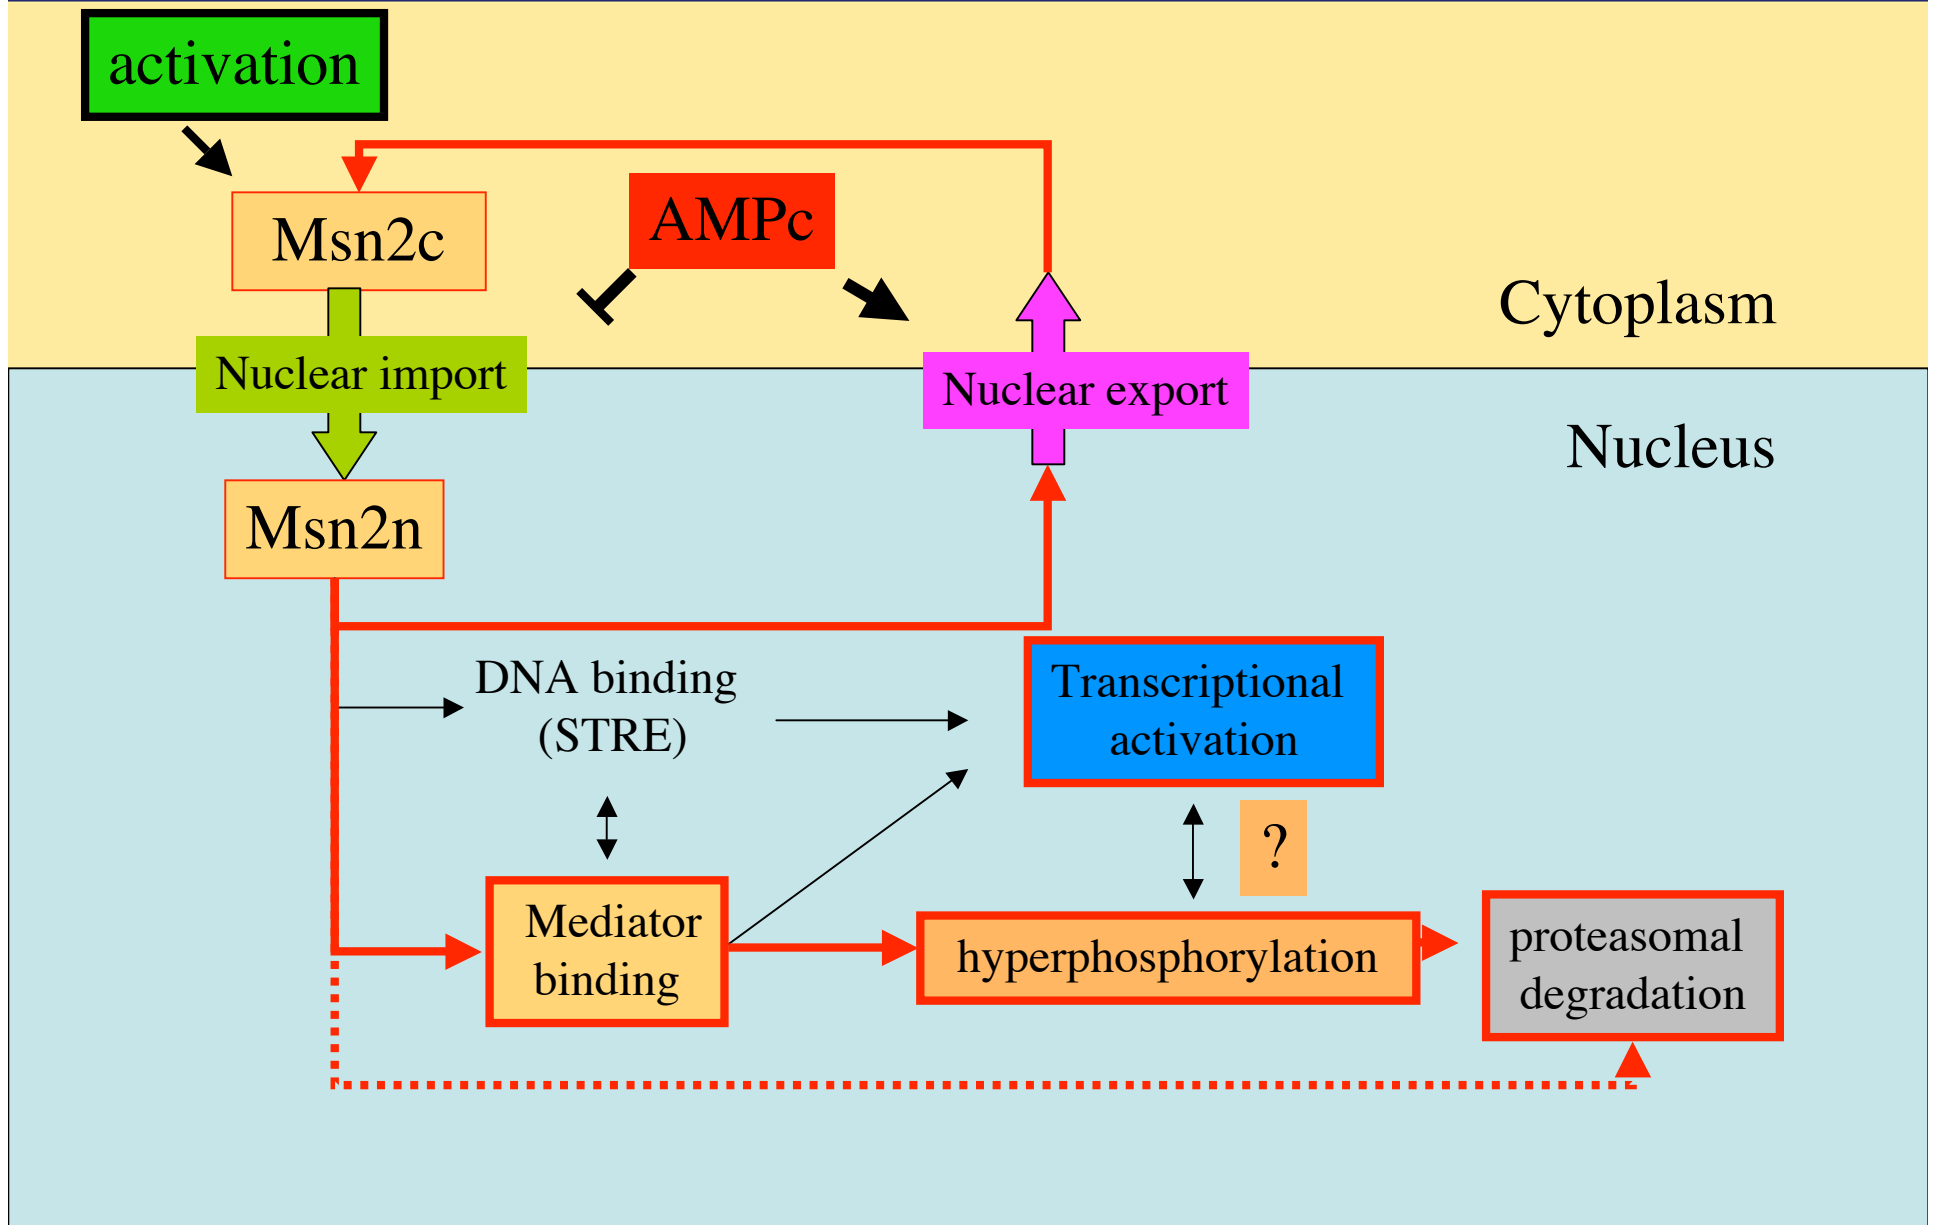 activation
Msn2c
AMPc
Cytoplasm
Nuclear import
Nuclear export
Nucleus
Msn2n
DNA binding
(STRE)
Transcriptional
activation
?
Mediator
binding
hyperphosphorylation
proteasomal
degradation